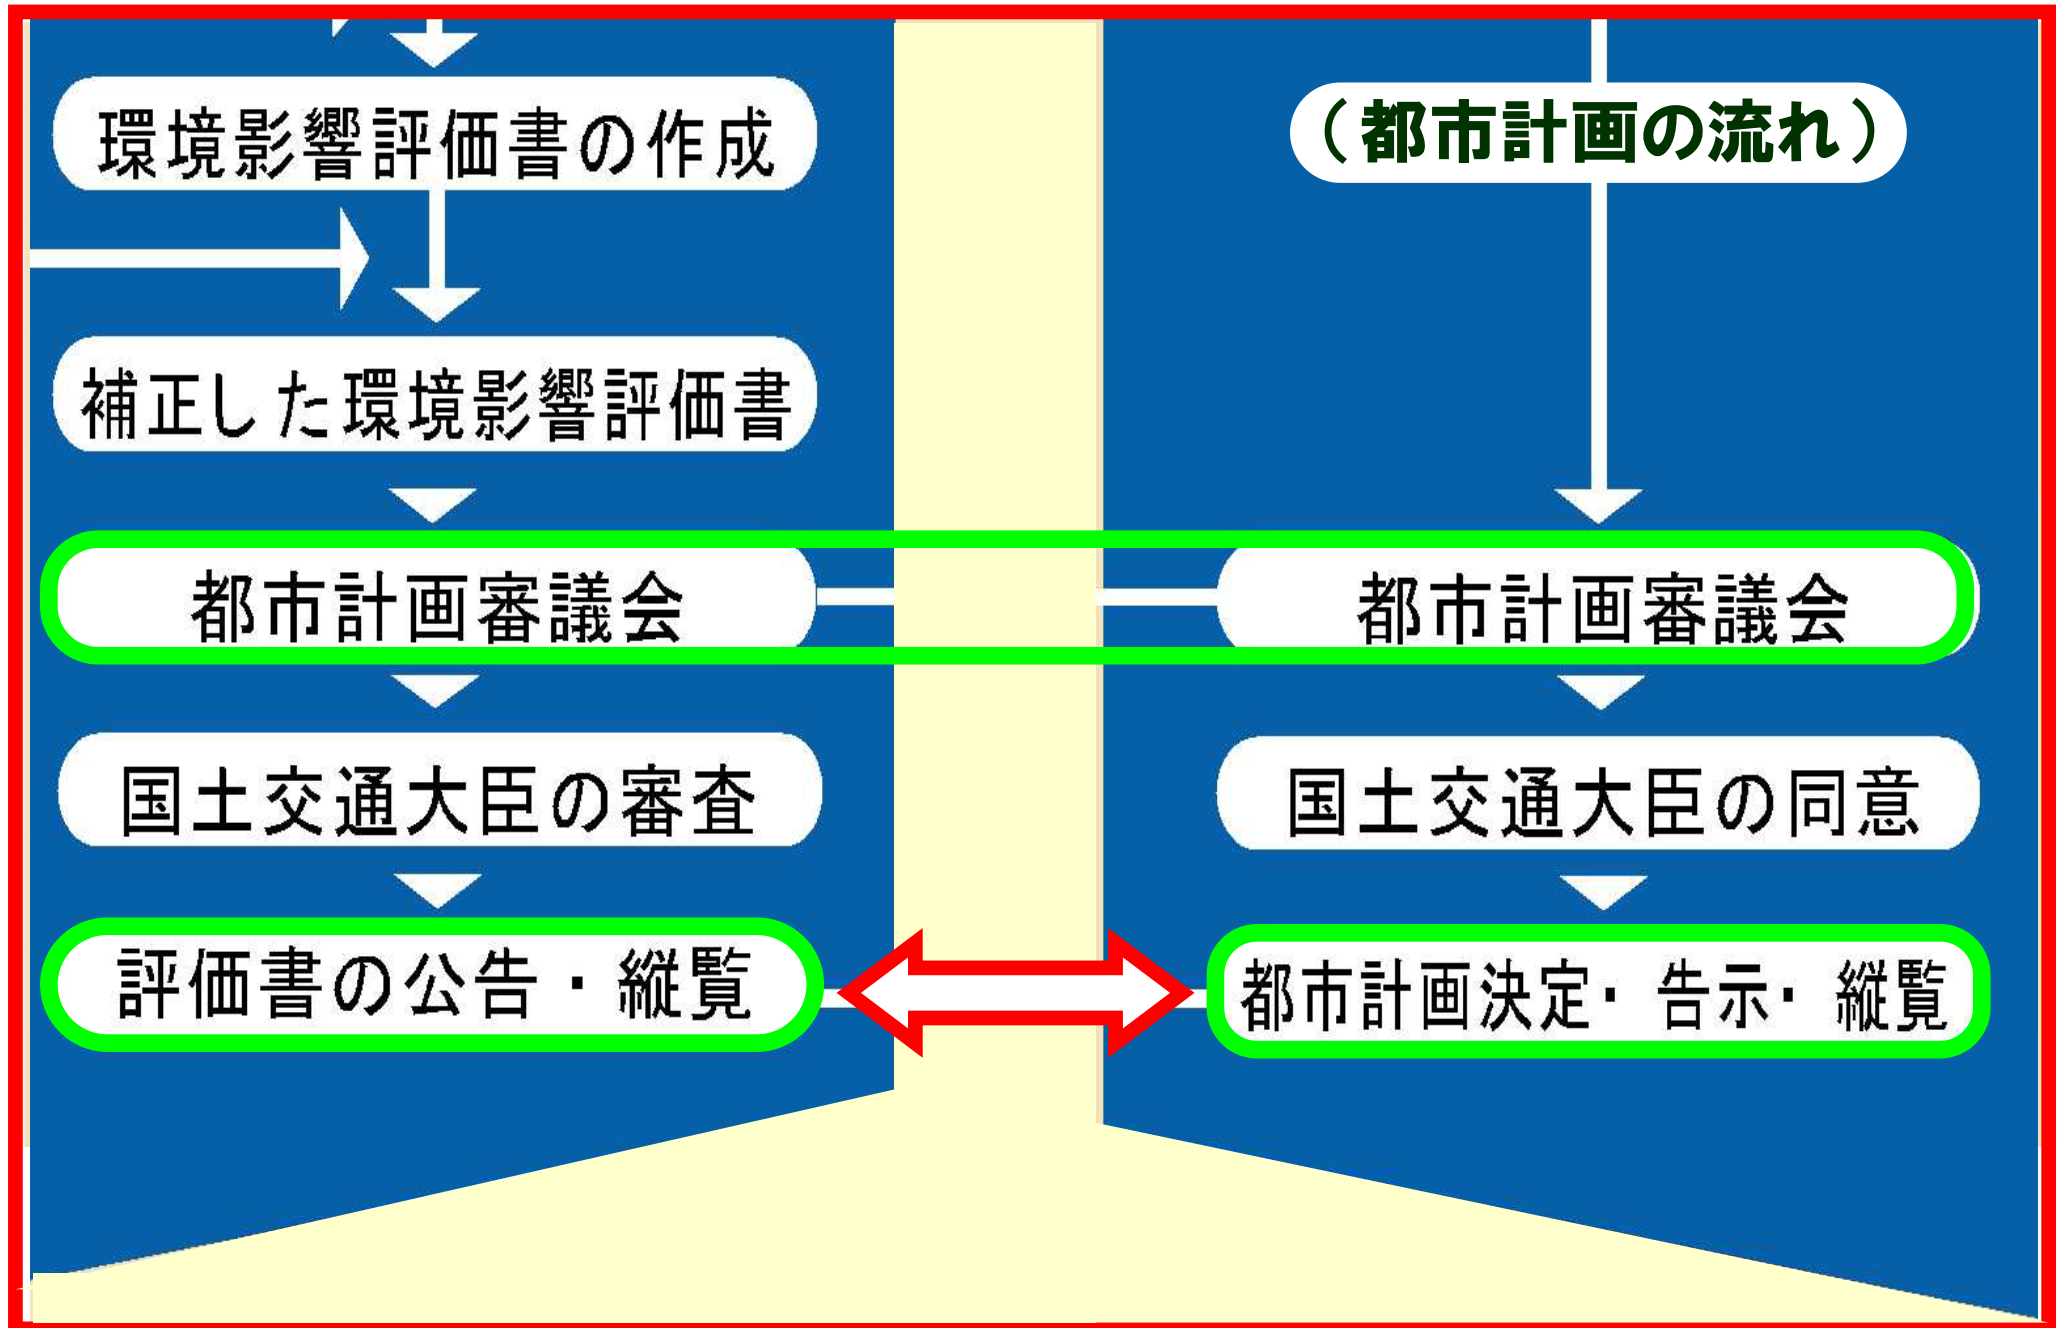 環境影響評価書の作成
補正した環境影響評価書
都市計画審議会
国土交通大臣の審査
評価書の公告・縦覧
(都市計画の流れ)
都市計画審議会
国土交通大臣の同意
都市計画決定・告示・縦覧